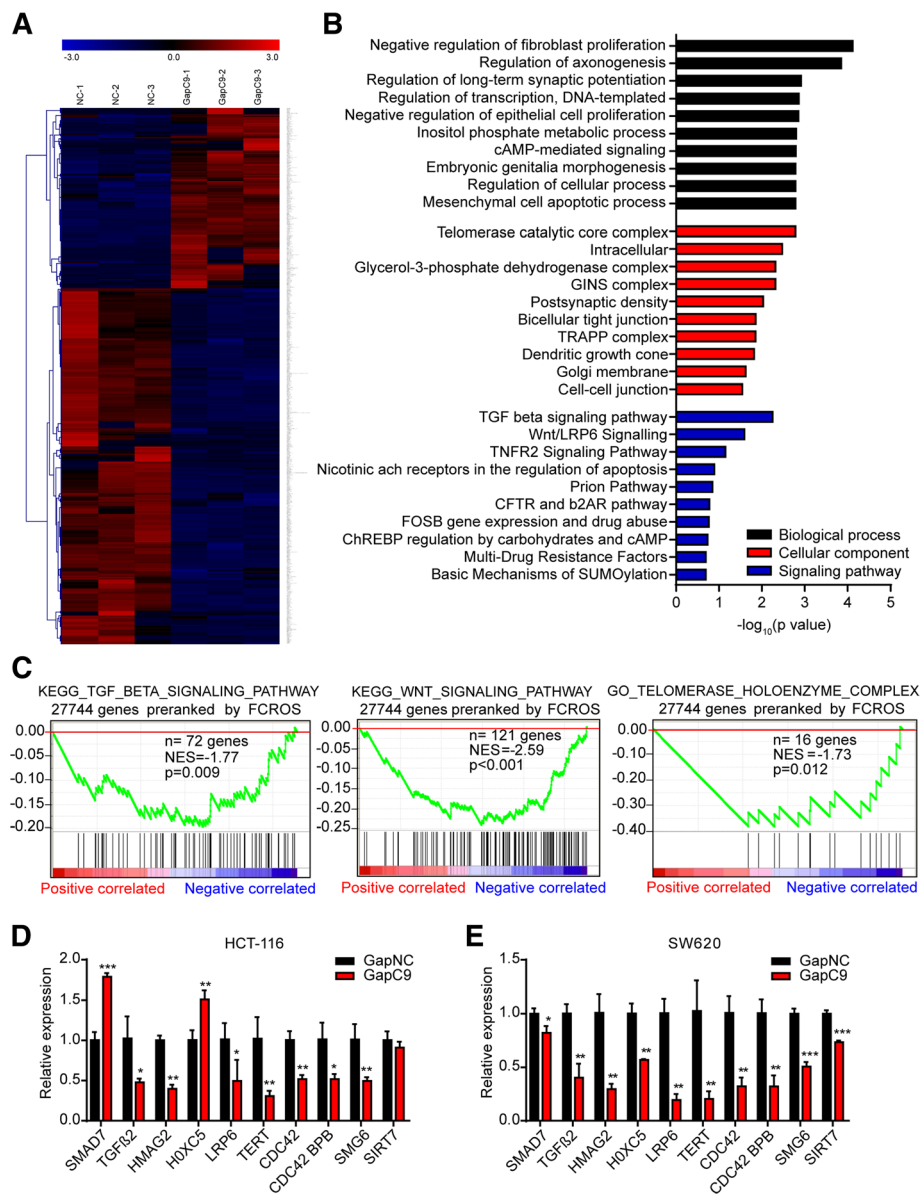 A
-3.0 0.0 3.0
NC-1 NC-2 NC-3 GapC9-1 GapC9-2 GapC9-3
B
Negative regulation of fibroblast proliferation
Regulation of axonogenesis
Regulation of long-term synaptic potentiation
Regulation of transcription, DNA-templated
Negative regulation of epithelial cell proliferation
Inositol phosphate metabolic process
cAMP-mediated signaling
Embryonic genitalia morphogenesis
Regulation of cellular process
Mesenchymal cell apoptotic process
Telomerase catalytic core complex
Intracellular
Glycerol-3-phosphate dehydrogenase complex
GINS complex
Postsynaptic density
Bicellular tight junction
TRAPP complex
Dendritic growth cone
Golgi membrane
Cell-cell junction
TGF beta signaling pathway
Wnt/LRP6 Signalling
TNFR2 Signaling Pathway
Nicotinic ach receptors in the regulation of apoptosis
Prion Pathway
CFTR and b2AR pathway
FOSB gene expression and drug abuse
ChREBP regulation by carbohydrates and cAMP
Multi-Drug Resistance Factors
Basic Mechanisms of SUMOylation
Biological process
Cellular component
Signaling pathway
0 1 2 3 4 5
-log10(p value)
C
KEGG_TGF_BETA_SIGNALING_PATHWAY
27744 genes preranked by FCROS
0.00
-0.05
-0.10
-0.15
-0.20
n= 72 genes
NES=-1.77
p=0.009
Positive correlated Negative correlated
KEGG_WNT_SIGNALING_PATHWAY
27744 genes preranked by FCROS
0.00
-0.05
-0.10
-0.15
-0.20
-0.25
n= 121 genes
NES=-2.59
p<0.001
Positive correlated Negative correlated
GO_TELOMERASE_HOLOENZYME_COMPLEX
27744 genes preranked by FCROS
0.00
-0.10
-0.20
-0.30
-0.40
n= 16 genes
NES =-1.73
p=0.012
Positive correlated Negative correlated
D
HCT-116
Relative expression
2.0
1.5
1.0
0.5
0.0
GapNC
GapC9
*** * ** ** * ** ** * **
SMAD7 TGFß2 HMAG2 H0XC5 LRP6 TERT CDC42 CDC42 BPB SMG6 SIRT7
E
SW620
Relative expression
1.5
1.0
0.5
0.0
GapNC
GapC9
* ** ** ** ** ** ** ** *** ***
SMAD7 TGFß2 HMAG2 H0XC5 LRP6 TERT CDC42 CDC42 BPB SMG6 SIRT7